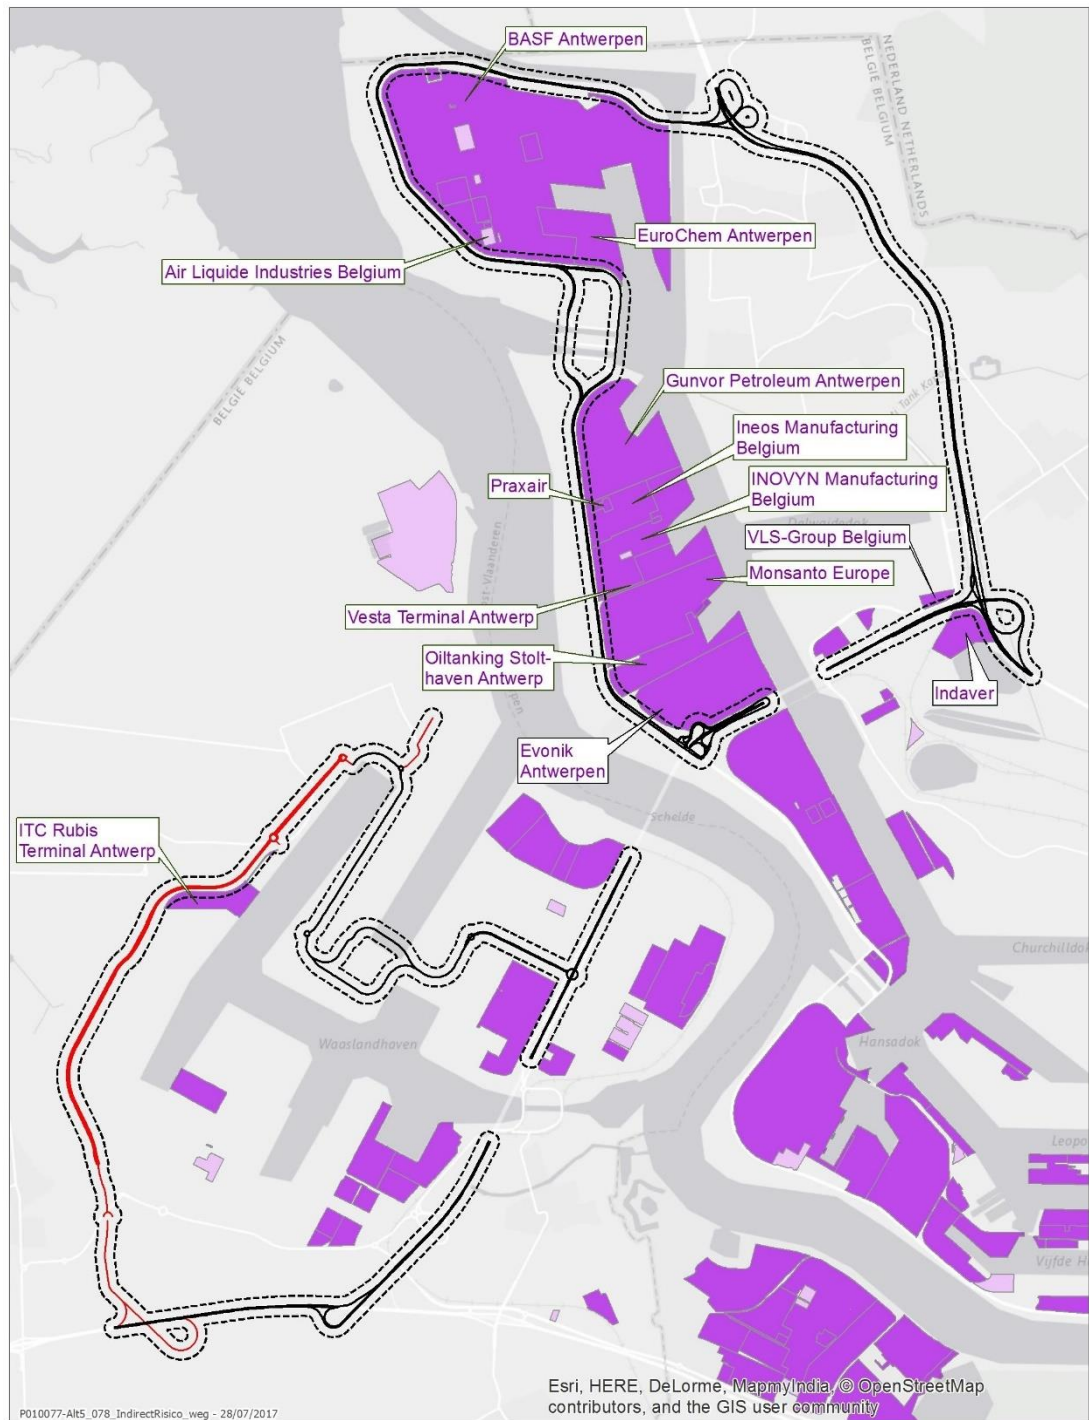 BASF Antwerpen
NEDERLAND NETHERLANDS
BELGIË BELGIUM
EuroChem Antwerpen
Air Liquide Industries Belgium
BELGIË BELGIUM
Gunvor Petroleum Antwerpen
Ineos Manufacturing
Belgium
Praxair
INOVYN Manufacturing
Belgium
VLS-Group Belgium
Monsanto Europe
Vesta Terminal Antwerp
Oiltanking Stolt-
haven Antwerp
Indaver
Evonik
Antwerpen
Schelde
ITC Rubis
Terminal Antwerp
Churchilldok
Waaslandhaven
Hansadok
Leopo
Vijfde H
Esri, HERE, DeLorme, MapmyIndia, © OpenStreetMap
contributors, and the GIS user community
P010077-Alt5_078_IndirectRisico_weg - 28/07/2017